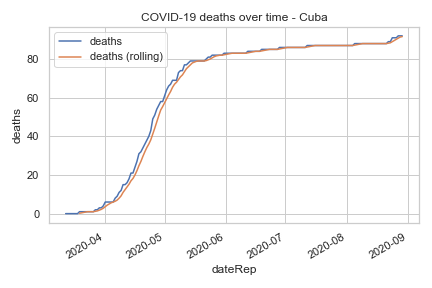 COVID-19 deaths over time - Cuba
deaths
deaths (rolling)
80
60
40
20
0
deaths
2020-04
2020-05
2020-06
2020-07
2020-08
2020-09
dateRep